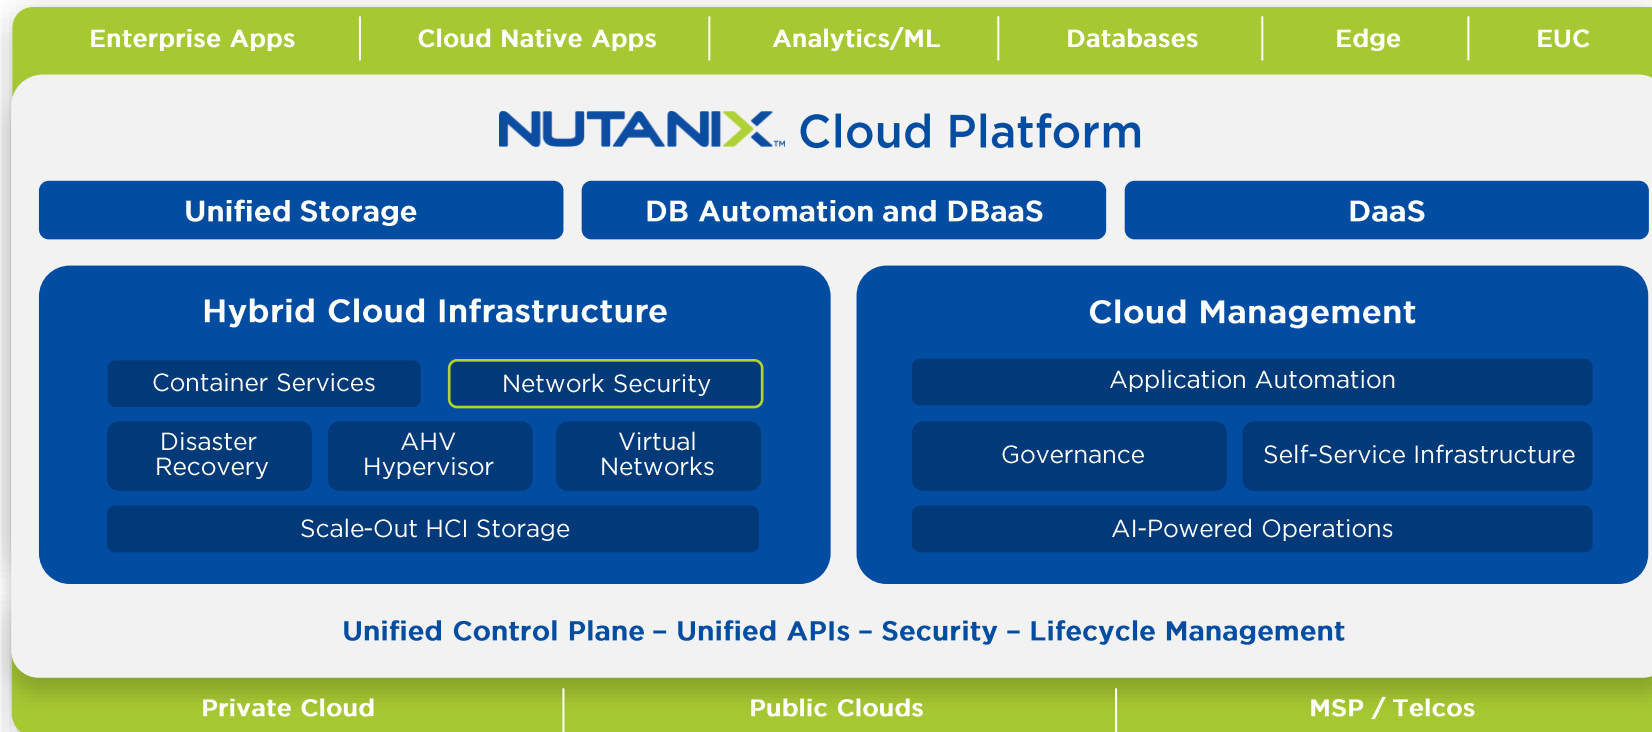 Enterprise Apps
Cloud Native Apps
Analytics/ML
Databases
Edge
EUC
NUTANIX™ Cloud Platform
Unified Storage
DB Automation and DBaaS
DaaS
Hybrid Cloud Infrastructure
Container Services
Network Security
Disaster
Recovery
AHV
Hypervisor
Virtual
Networks
Scale-Out HCI Storage
Cloud Management
Application Automation
Governance
Self-Service Infrastructure
AI-Powered Operations
Unified Control Plane – Unified APIs – Security – Lifecycle Management
Private Cloud
Public Clouds
MSP / Telcos